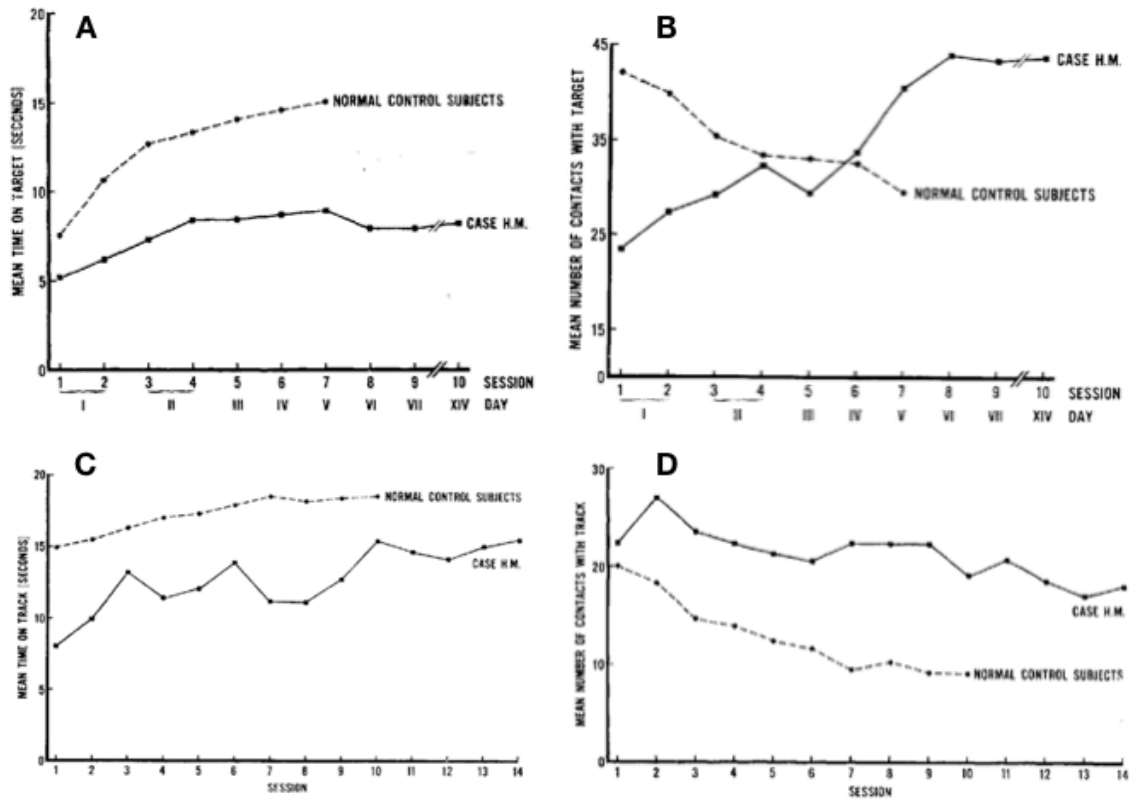 A
20
15
10
5
0
MEAN TIME ON TARGET [SECONDS]
NORMAL CONTROL SUBJECTS
CASE H.M.
1 2 3 4 5 6 7 8 9 10 SESSION
I II III IV V VI VII XIV DAY
B
45
35
25
15
0
MEAN NUMBER OF CONTACTS WITH TARGET
CASE H.M.
NORMAL CONTROL SUBJECTS
1 2 3 4 5 6 7 8 9 10 SESSION
I II III IV V VI VII XIV DAY
C
20
15
10
5
0
MEAN TIME ON TRACK [SECONDS]
NORMAL CONTROL SUBJECTS
CASE H.M.
1 2 3 4 5 6 7 8 9 10 11 12 13 14
SESSION
D
30
20
10
0
MEAN NUMBER OF CONTACTS WITH TRACK
CASE H.M.
NORMAL CONTROL SUBJECTS
1 2 3 4 5 6 7 8 9 10 11 12 13 14
SESSION